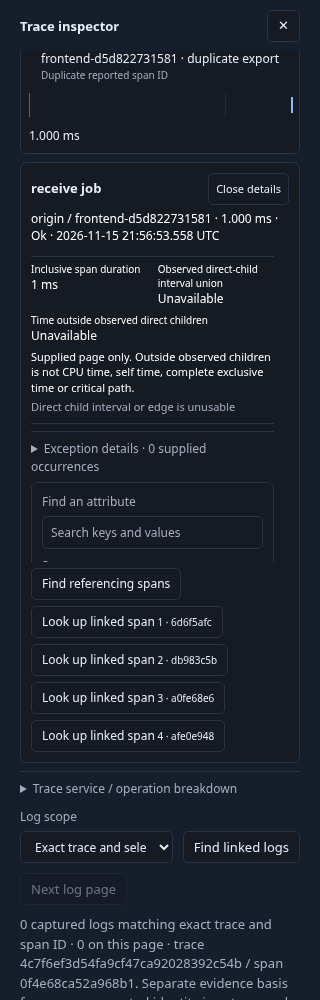 Trace inspector
×
frontend-d5d822731581 · duplicate export
Duplicate reported span ID
1.000 ms
receive job
Close details
origin / frontend-d5d822731581 · 1.000 ms ·
Ok · 2026-11-15 21:56:53.558 UTC
Inclusive span duration
1 ms
Observed direct-child
interval union
Unavailable
Time outside observed direct children
Unavailable
Supplied page only. Outside observed children
is not CPU time, self time, complete exclusive
time or critical path.
Direct child interval or edge is unusable
▶ Exception details · 0 supplied
occurrences
Find an attribute
Search keys and values
Find referencing spans
Look up linked span 1 · 6d6f5afc
Look up linked span 2 · db983c5b
Look up linked span 3 · a0fe68e6
Look up linked span 4 · afe0e948
▶ Trace service / operation breakdown
Log scope
Exact trace and sele
Find linked logs
Next log page
0 captured logs matching exact trace and
span ID · 0 on this page · trace
4c7f6ef3d54fa9cf47ca92028392c54b / span
0f4e68ca52a968b1. Separate evidence basis